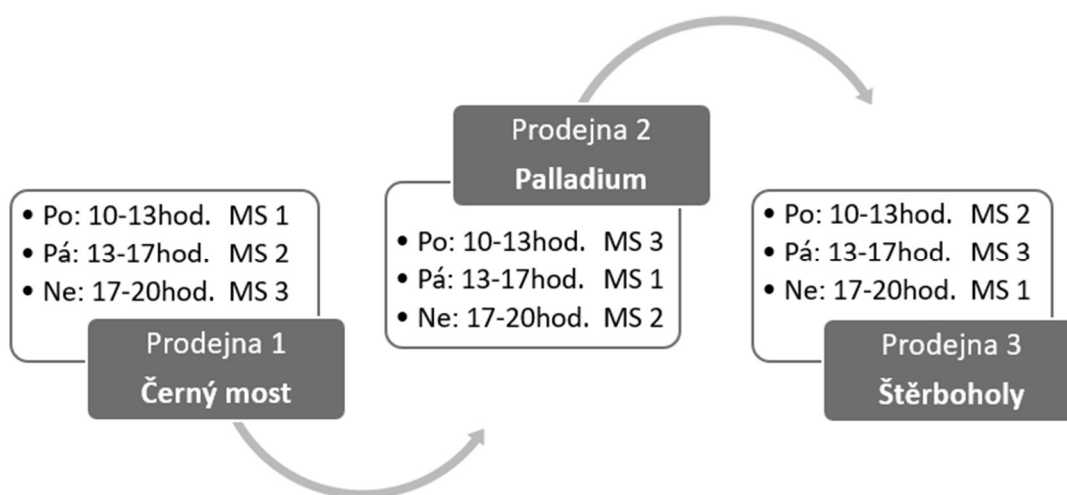 • Po: 10-13hod. MS 1
• Pá: 13-17hod. MS 2
• Ne: 17-20hod. MS 3
Prodejna 1
Černý most
Prodejna 2
Palladium
• Po: 10-13hod. MS 3
• Pá: 13-17hod. MS 1
• Ne: 17-20hod. MS 2
• Po: 10-13hod. MS 2
• Pá: 13-17hod. MS 3
• Ne: 17-20hod. MS 1
Prodejna 3
Štěrboholy